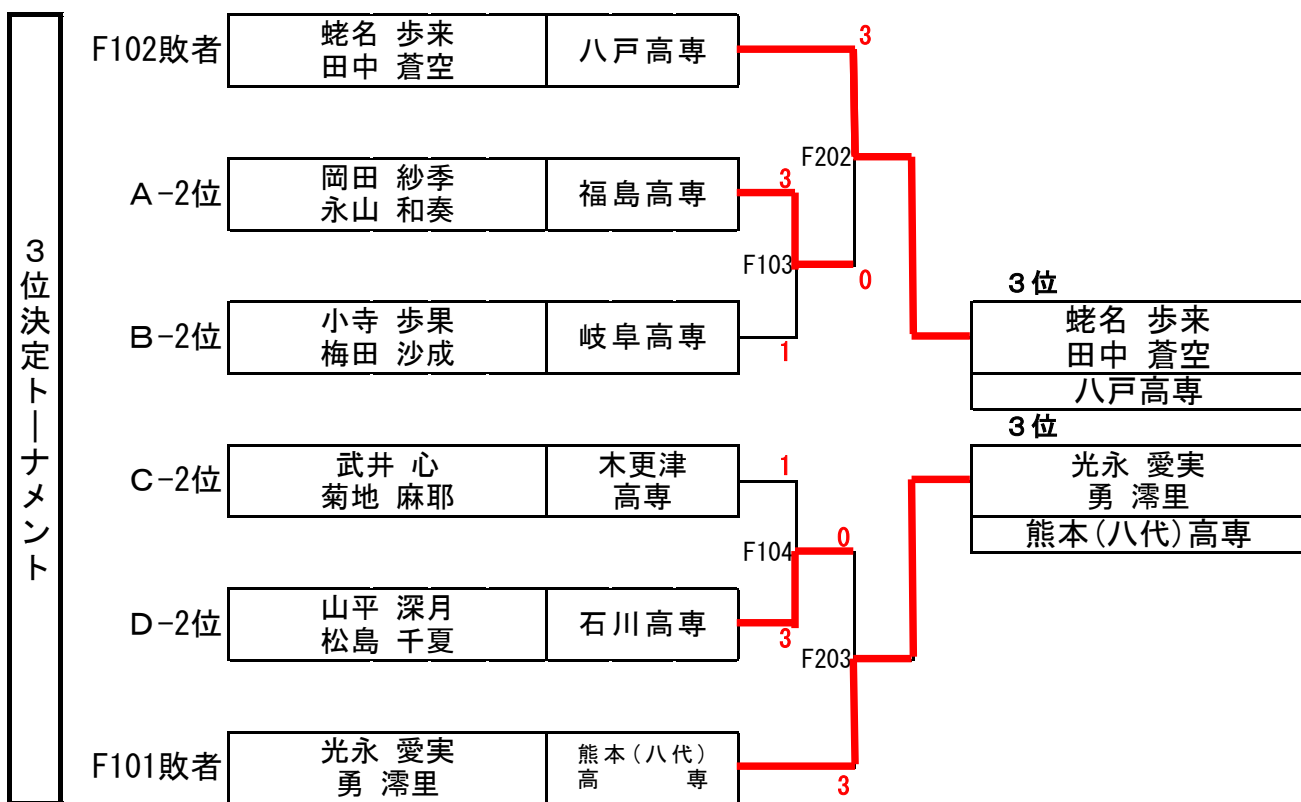 3位決定トーナメント
F102敗者
蛯名 歩来
田中 蒼空
八戸高専
3
F202
A-2位
岡田 紗季
永山 和奏
福島高専
3
F103
0
B-2位
小寺 歩果
梅田 沙成
岐阜高専
1
3位
蛯名 歩来
田中 蒼空
八戸高専
C-2位
武井 心
菊地 麻耶
木更津
高専
1
3位
光永 愛実
勇 澪里
熊本(八代)高専
F104
0
D-2位
山平 深月
松島 千夏
石川高専
3
F203
F101敗者
光永 愛実
勇 澪里
熊本(八代)
高 専
3